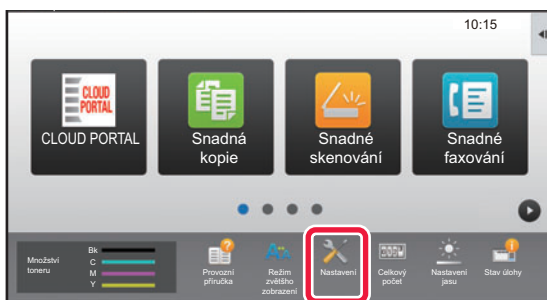 10:15
CLOUD
PORTAL
CLOUD PORTAL
Snadná
kopie
Snadné
skenování
Snadné
faxování
Množství
toneru
Bk
C
M
Y
Provozní
příručka
Režim
zvětšeného
zobrazení
Nastavení
Celkový
počet
Nastavení
jasu
Stav úlohy